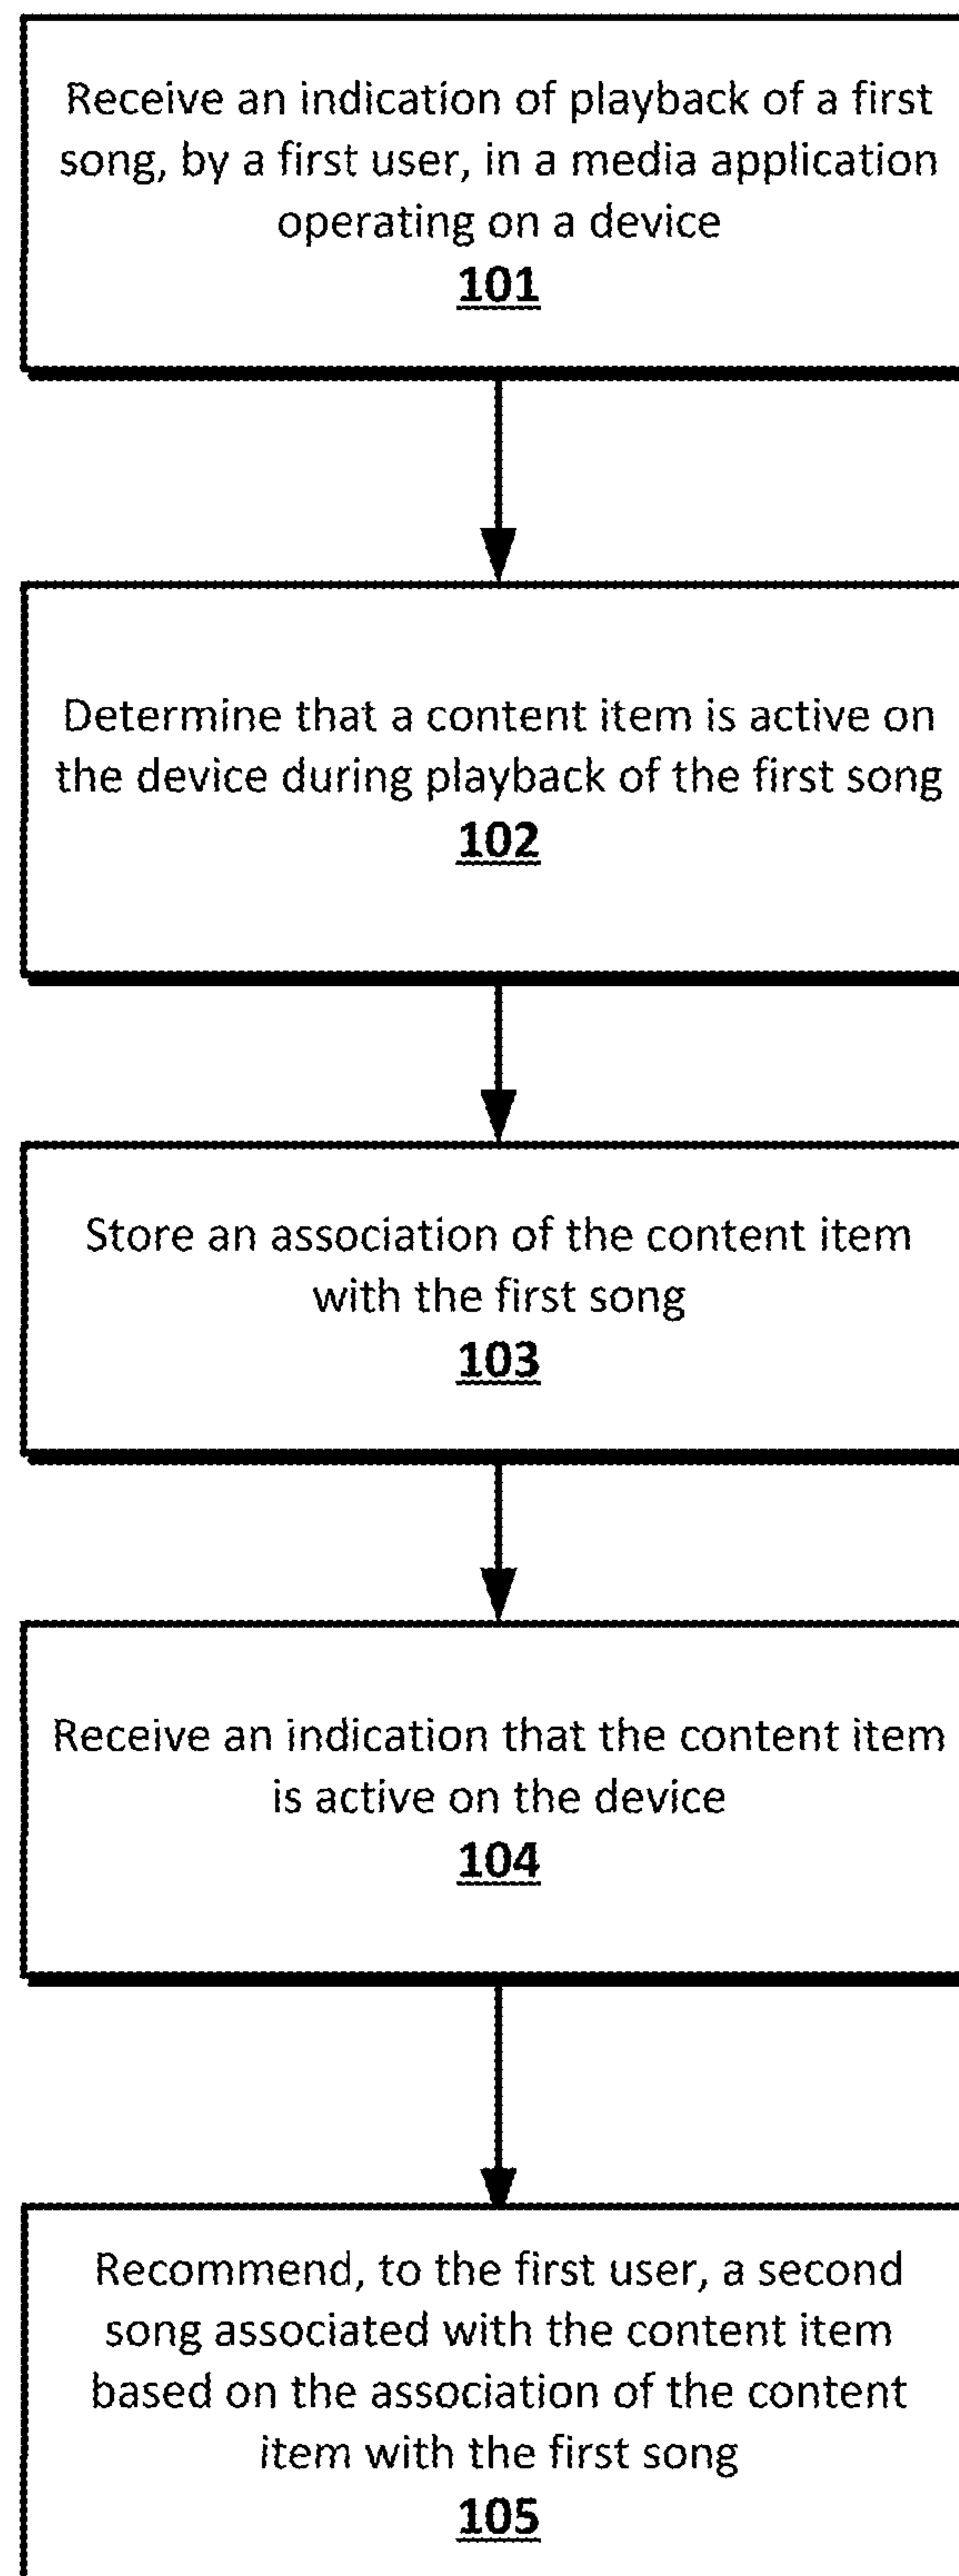 Receive an indication of playback of a first
song, by a first user, in a media application
operating on a device
101
Determine that a content item is active on
the device during playback of the first song
102
Store an association of the content item
with the first song
103
Receive an indication that the content item
is active on the device
104
Recommend, to the first user, a second
song associated with the content item
based on the association of the content
item with the first song
105